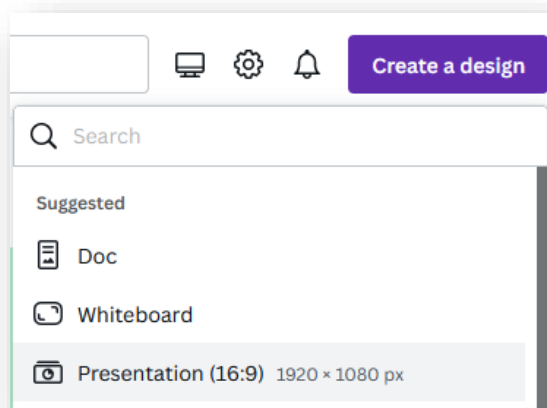 Create a design
Search
Suggested
Doc
Whiteboard
Presentation (16:9) 1920 × 1080 px